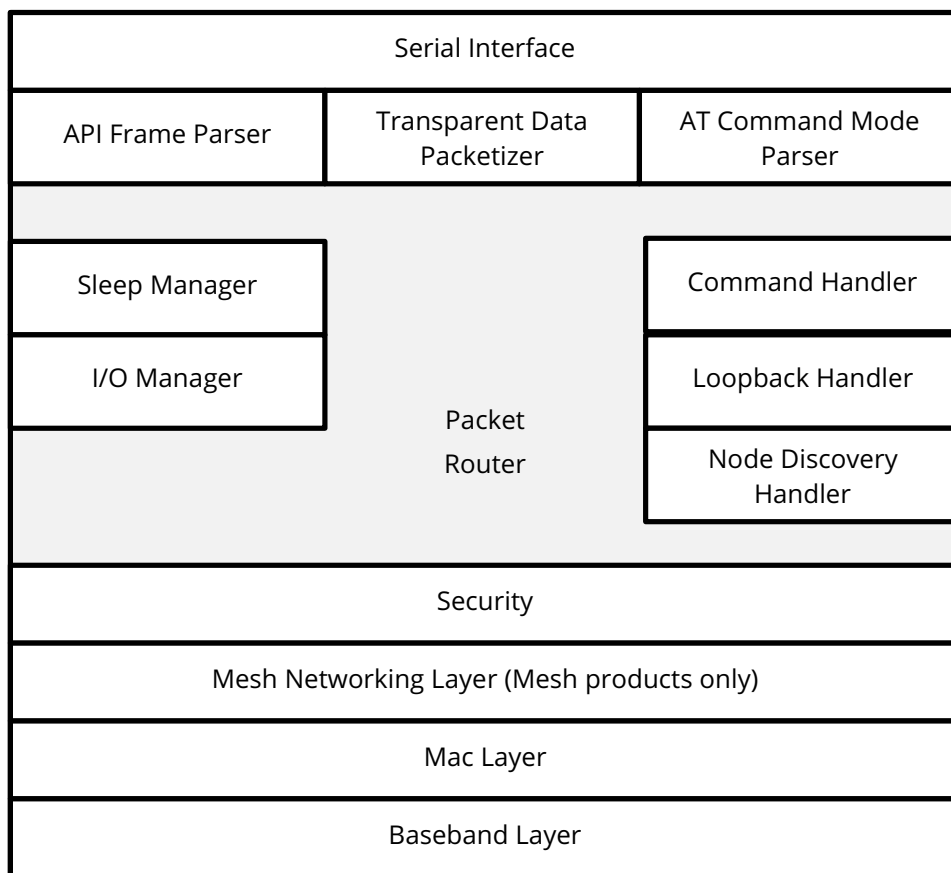 Serial Interface
API Frame Parser
Transparent Data
Packetizer
AT Command Mode
Parser
Sleep Manager
Command Handler
I/O Manager
Loopback Handler
Packet
Router
Node Discovery
Handler
Security
Mesh Networking Layer (Mesh products only)
Mac Layer
Baseband Layer